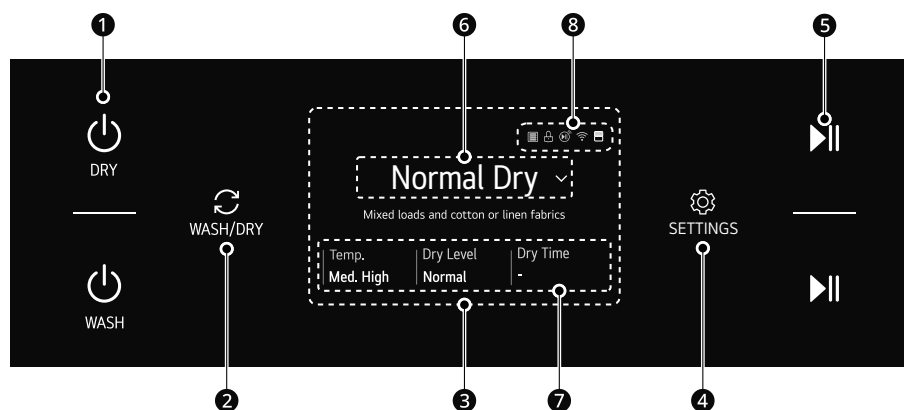 1 6 8 5
DRY
WASH/DRY
WASH
Normal Dry
Mixed loads and cotton or linen fabrics
Temp. Dry Level Dry Time
Med. High Normal -
SETTINGS
2 3 7 4